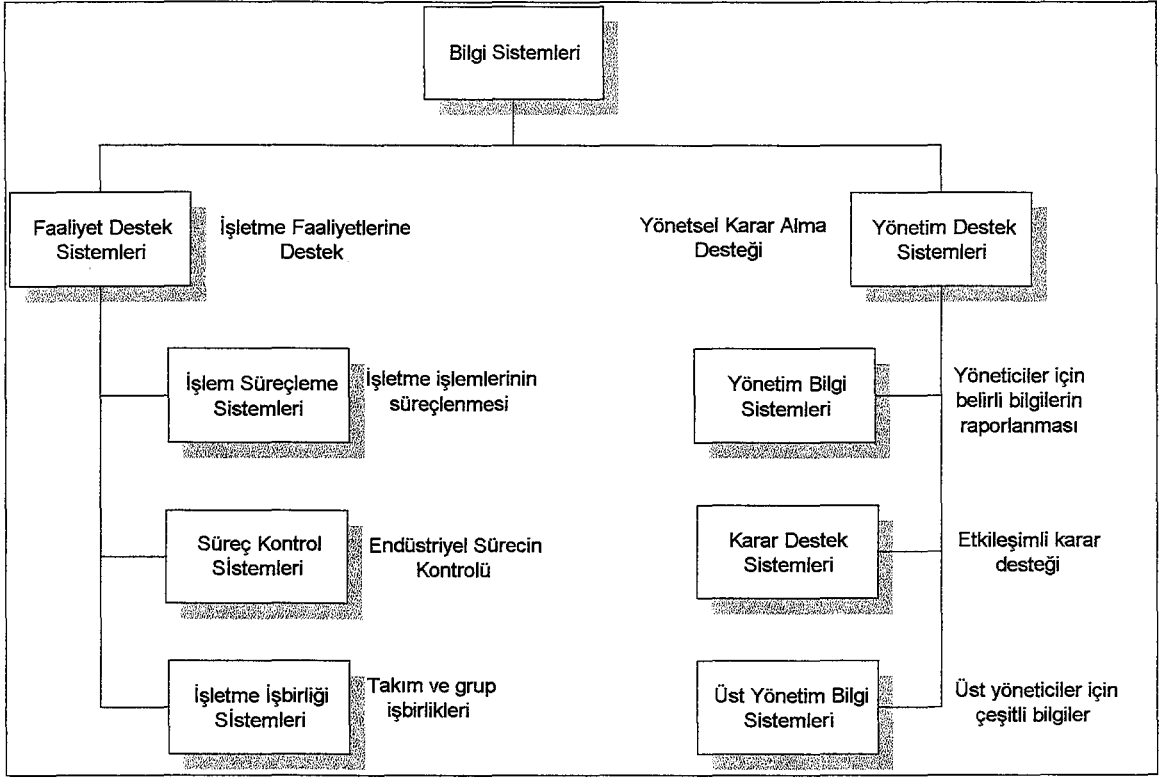 Bilgi Sistemleri
Faaliyet Destek
Sistemleri
İşletme Faaliyetlerine
Destek
Yönetsel Karar Alma
Desteği
Yönetim Destek
Sistemleri
İşlem Süreçleme
Sistemleri
İşletme işlemlerinin
süreçlenmesi
Yönetim Bilgi
Sistemleri
Yöneticiler için
belirli bilgilerin
raporlanması
Süreç Kontrol
Sistemleri
Endüstriyel Sürecin
Kontrolü
Karar Destek
Sistemleri
Etkileşimli karar
desteği
İşletme İşbirliği
Sistemleri
Takım ve grup
işbirlikleri
Üst Yönetim Bilgi
Sistemleri
Üst yöneticiler için
çeşitli bilgiler